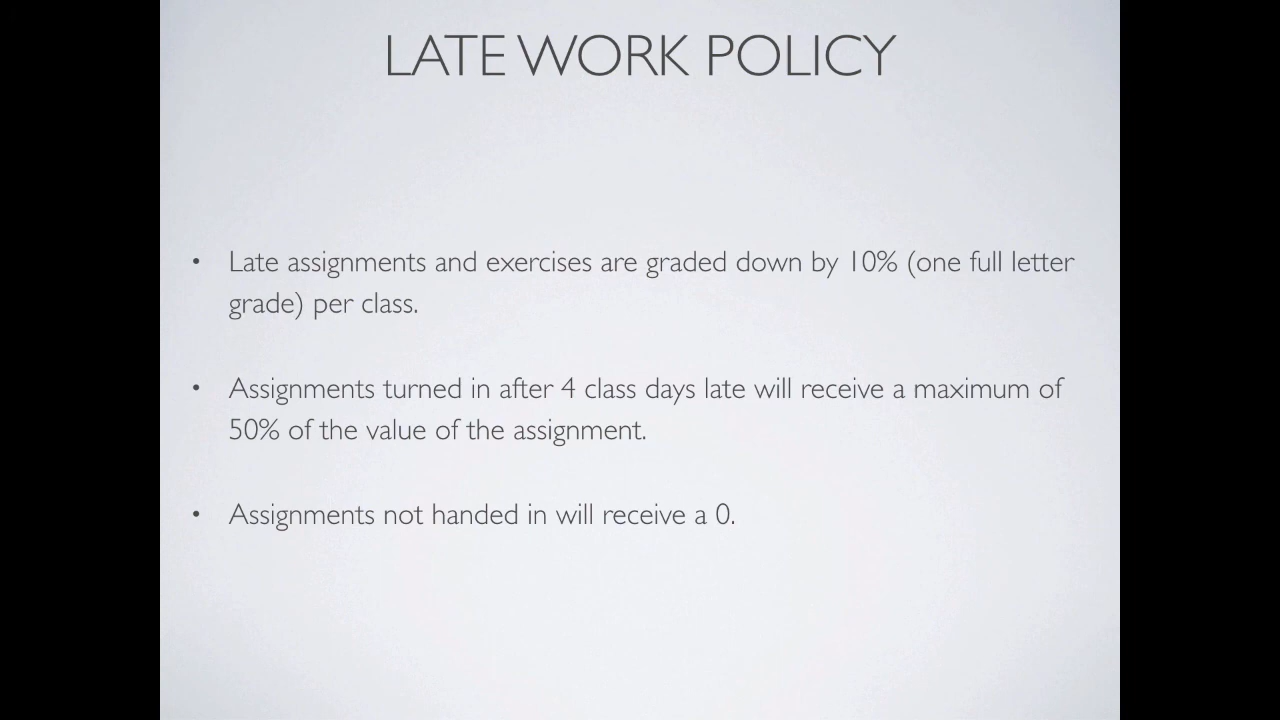 LATE WORK POLICY
• Late assignments and exercises are graded down by 10% (one full letter
grade) per class.
• Assignments turned in after 4 class days late will receive a maximum of
50% of the value of the assignment.
• Assignments not handed in will receive a 0.